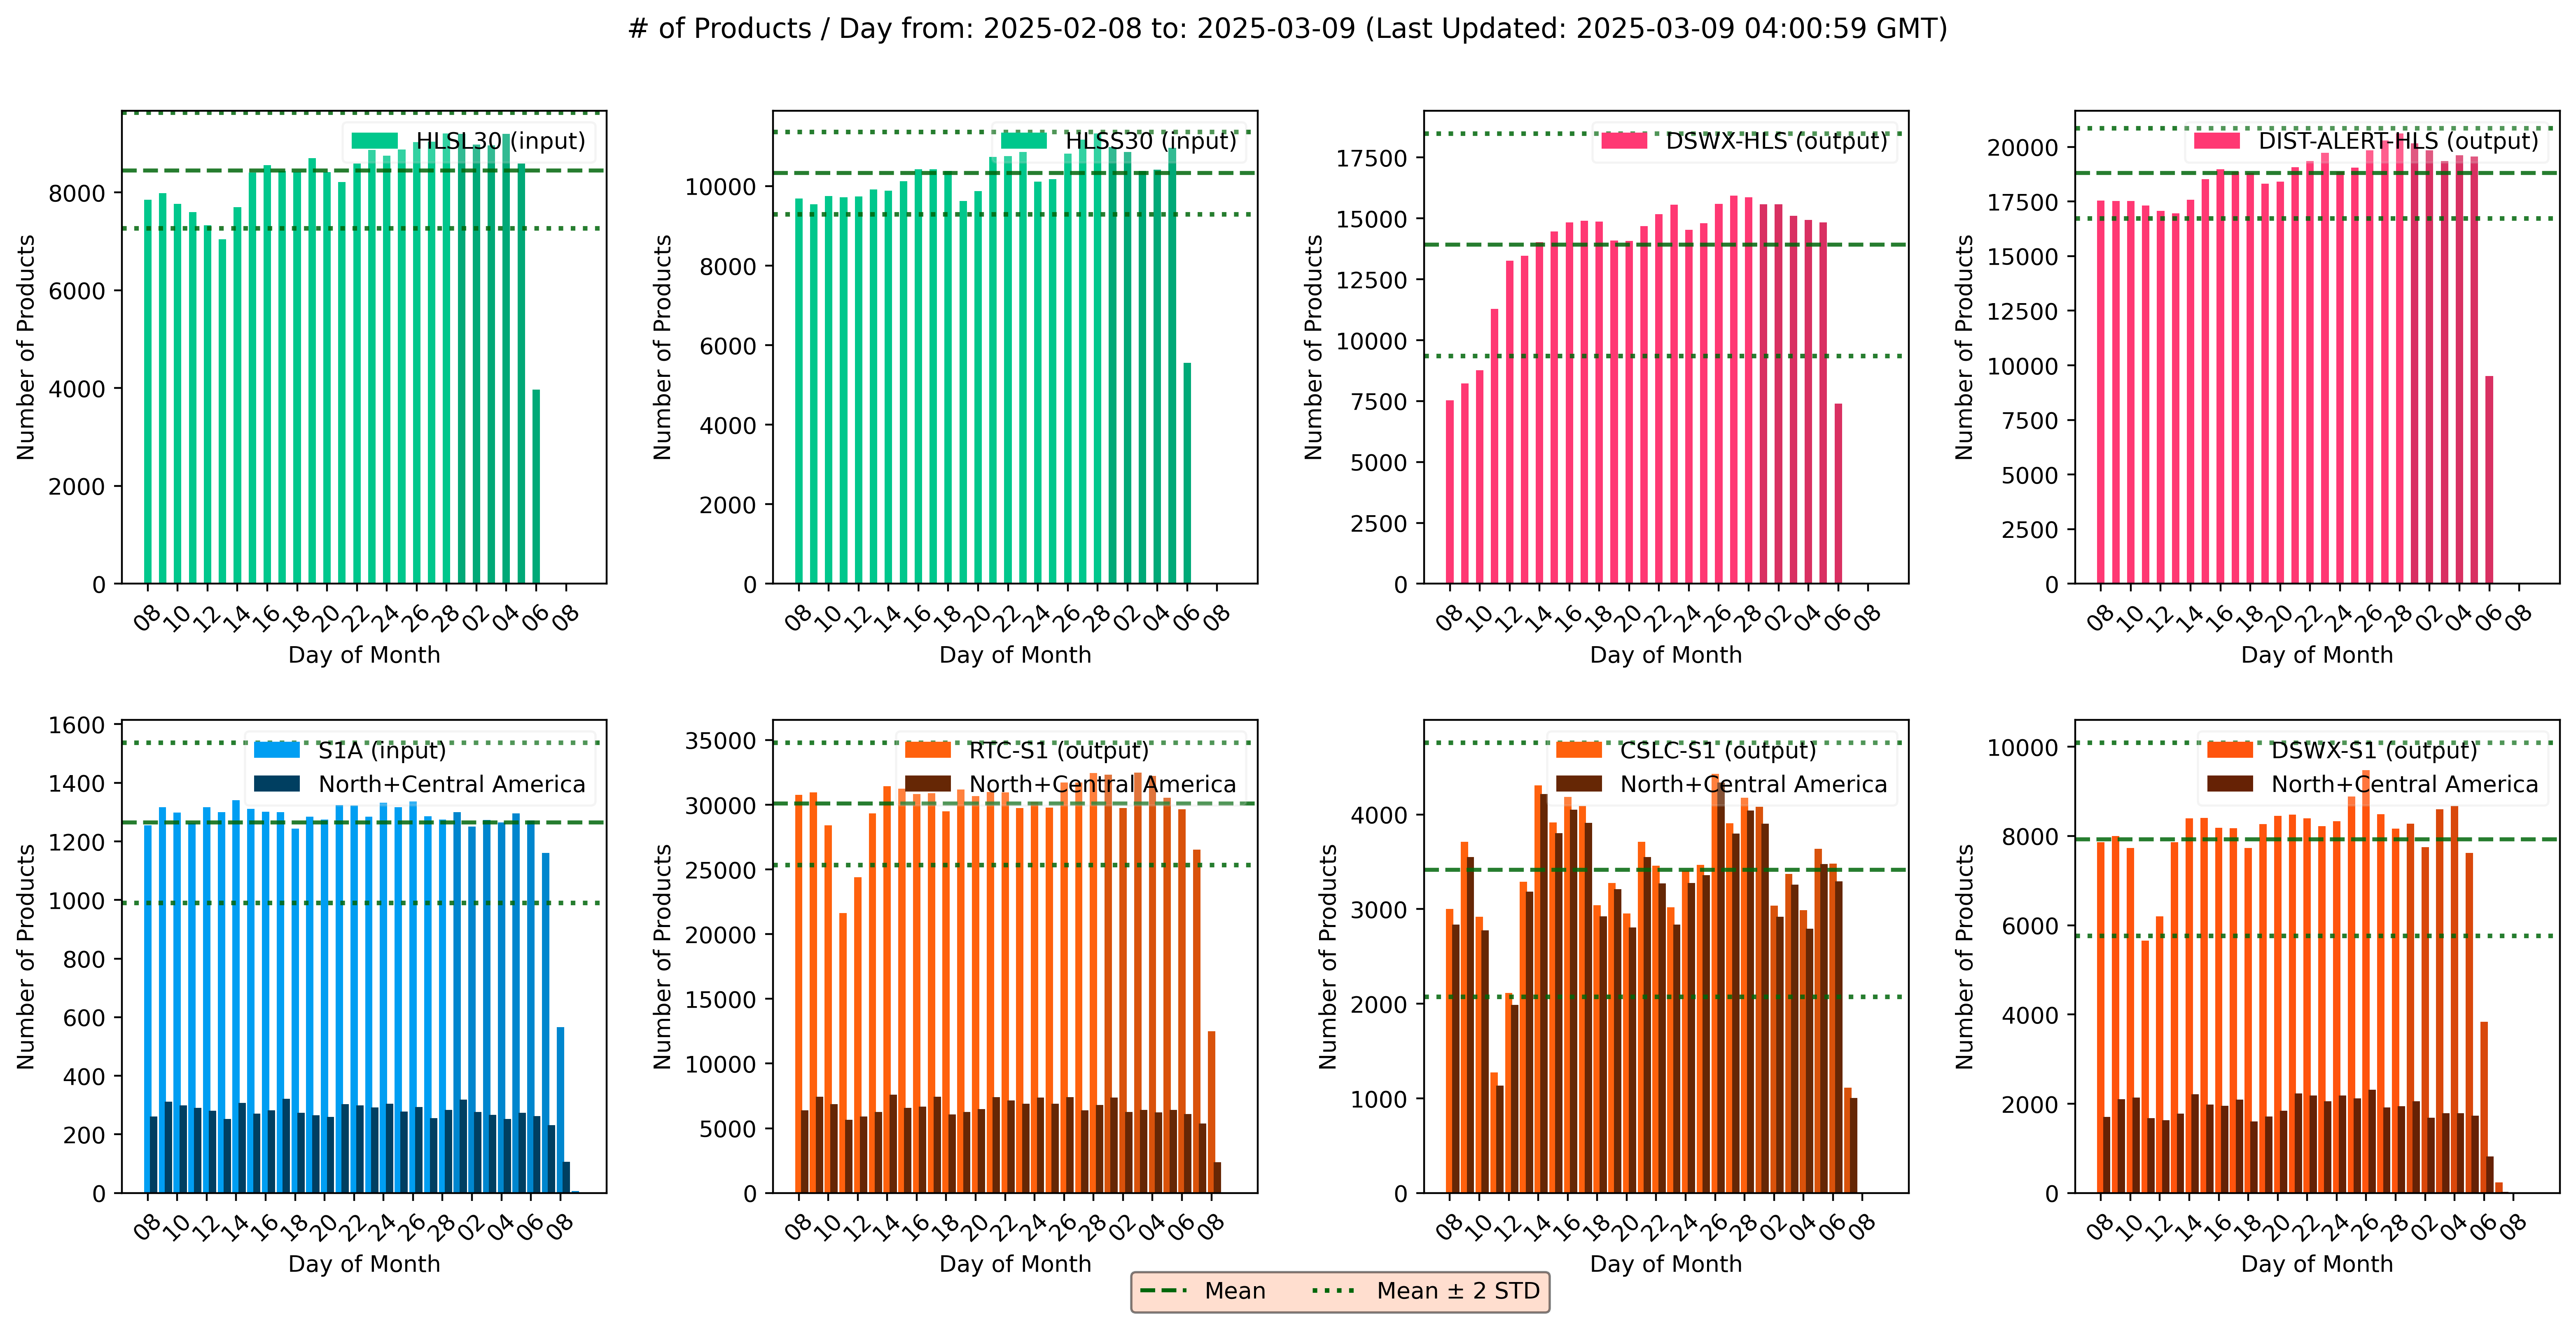 # of Products / Day from: 2025-02-08 to: 2025-03-09 (Last Updated: 2025-03-09 04:00:59 GMT)
HLSL30 (input)
Number of Products
8000
6000
4000
2000
0
08 10 12 14 16 18 20 22 24 26 28 02 04 06 08
Day of Month
HLSS30 (input)
Number of Products
10000
8000
6000
4000
2000
0
08 10 12 14 16 18 20 22 24 26 28 02 04 06 08
Day of Month
DSWX-HLS (output)
Number of Products
17500
15000
12500
10000
7500
5000
2500
0
08 10 12 14 16 18 20 22 24 26 28 02 04 06 08
Day of Month
DIST-ALERT-HLS (output)
Number of Products
20000
17500
15000
12500
10000
7500
5000
2500
0
08 10 12 14 16 18 20 22 24 26 28 02 04 06 08
Day of Month
S1A (input)
North+Central America
Number of Products
1600
1400
1200
1000
800
600
400
200
0
08 10 12 14 16 18 20 22 24 26 28 02 04 06 08
Day of Month
RTC-S1 (output)
North+Central America
Number of Products
35000
30000
25000
20000
15000
10000
5000
0
08 10 12 14 16 18 20 22 24 26 28 02 04 06 08
Day of Month
CSLC-S1 (output)
North+Central America
Number of Products
4000
3000
2000
1000
0
08 10 12 14 16 18 20 22 24 26 28 02 04 06 08
Day of Month
DSWX-S1 (output)
North+Central America
Number of Products
10000
8000
6000
4000
2000
0
08 10 12 14 16 18 20 22 24 26 28 02 04 06 08
Day of Month
Mean
Mean ± 2 STD